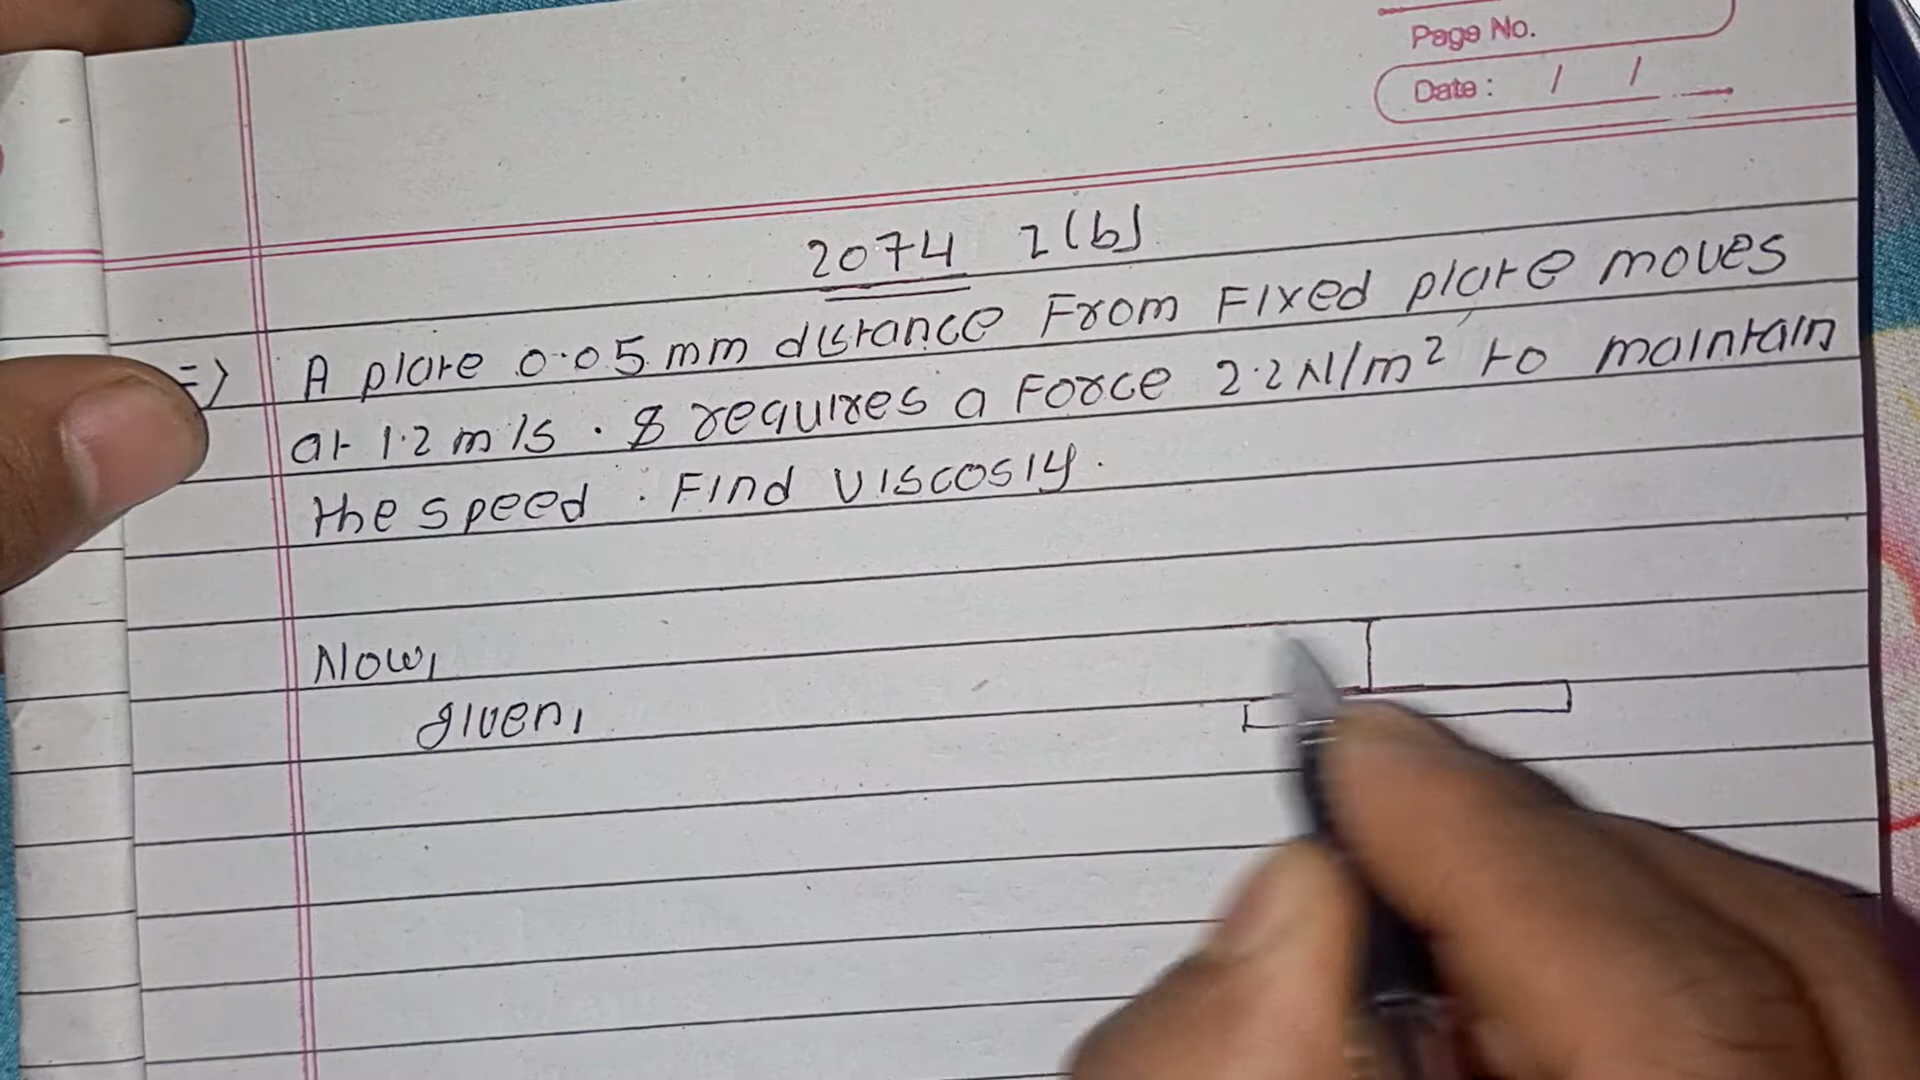 Page No.
Date : / /
2074 2(b)
=) A plate 0.05 mm distance From Fixed plate moves
at 1.2 m/s . & requires a Force 2.2 N/m² to maintain
the speed . Find viscosiy.
Now,
given,